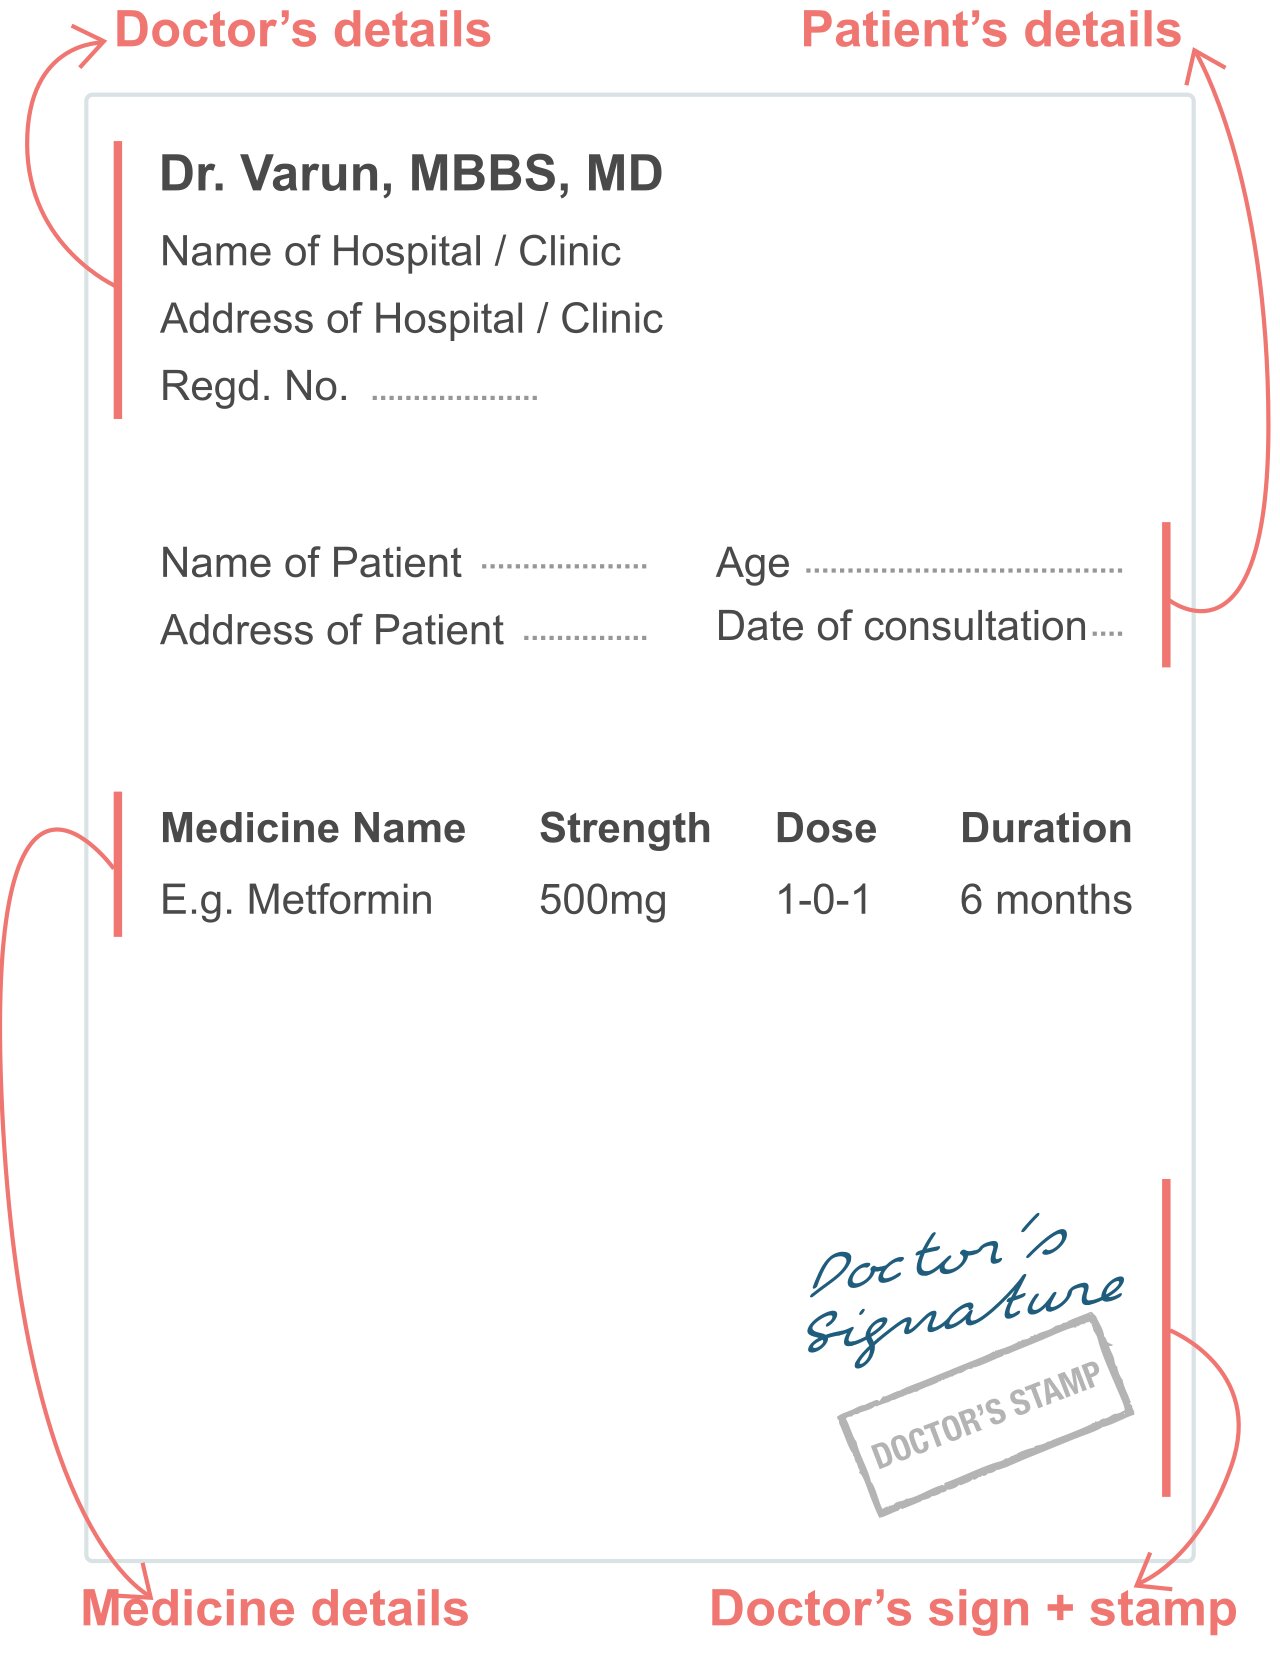 Doctor’s details
Patient’s details
Dr. Varun, MBBS, MD
Name of Hospital / Clinic
Address of Hospital / Clinic
Regd. No. ....................
Name of Patient ....................
Age ......................................
Address of Patient ...............
Date of consultation....
Medicine Name Strength Dose Duration
E.g. Metformin 500mg 1-0-1 6 months
Doctor’s
Signature
DOCTOR’S STAMP
Medicine details
Doctor’s sign + stamp